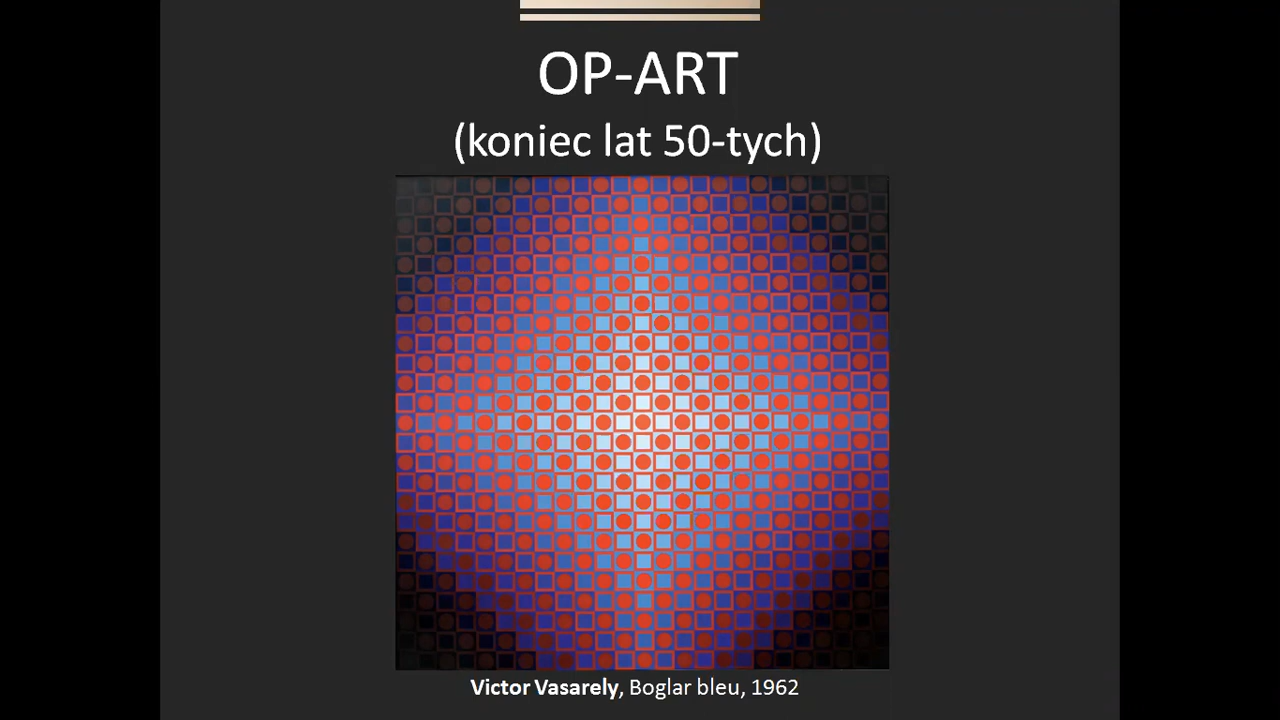 OP-ART
(koniec lat 50-tych)
Victor Vasarely, Boglar bleu, 1962